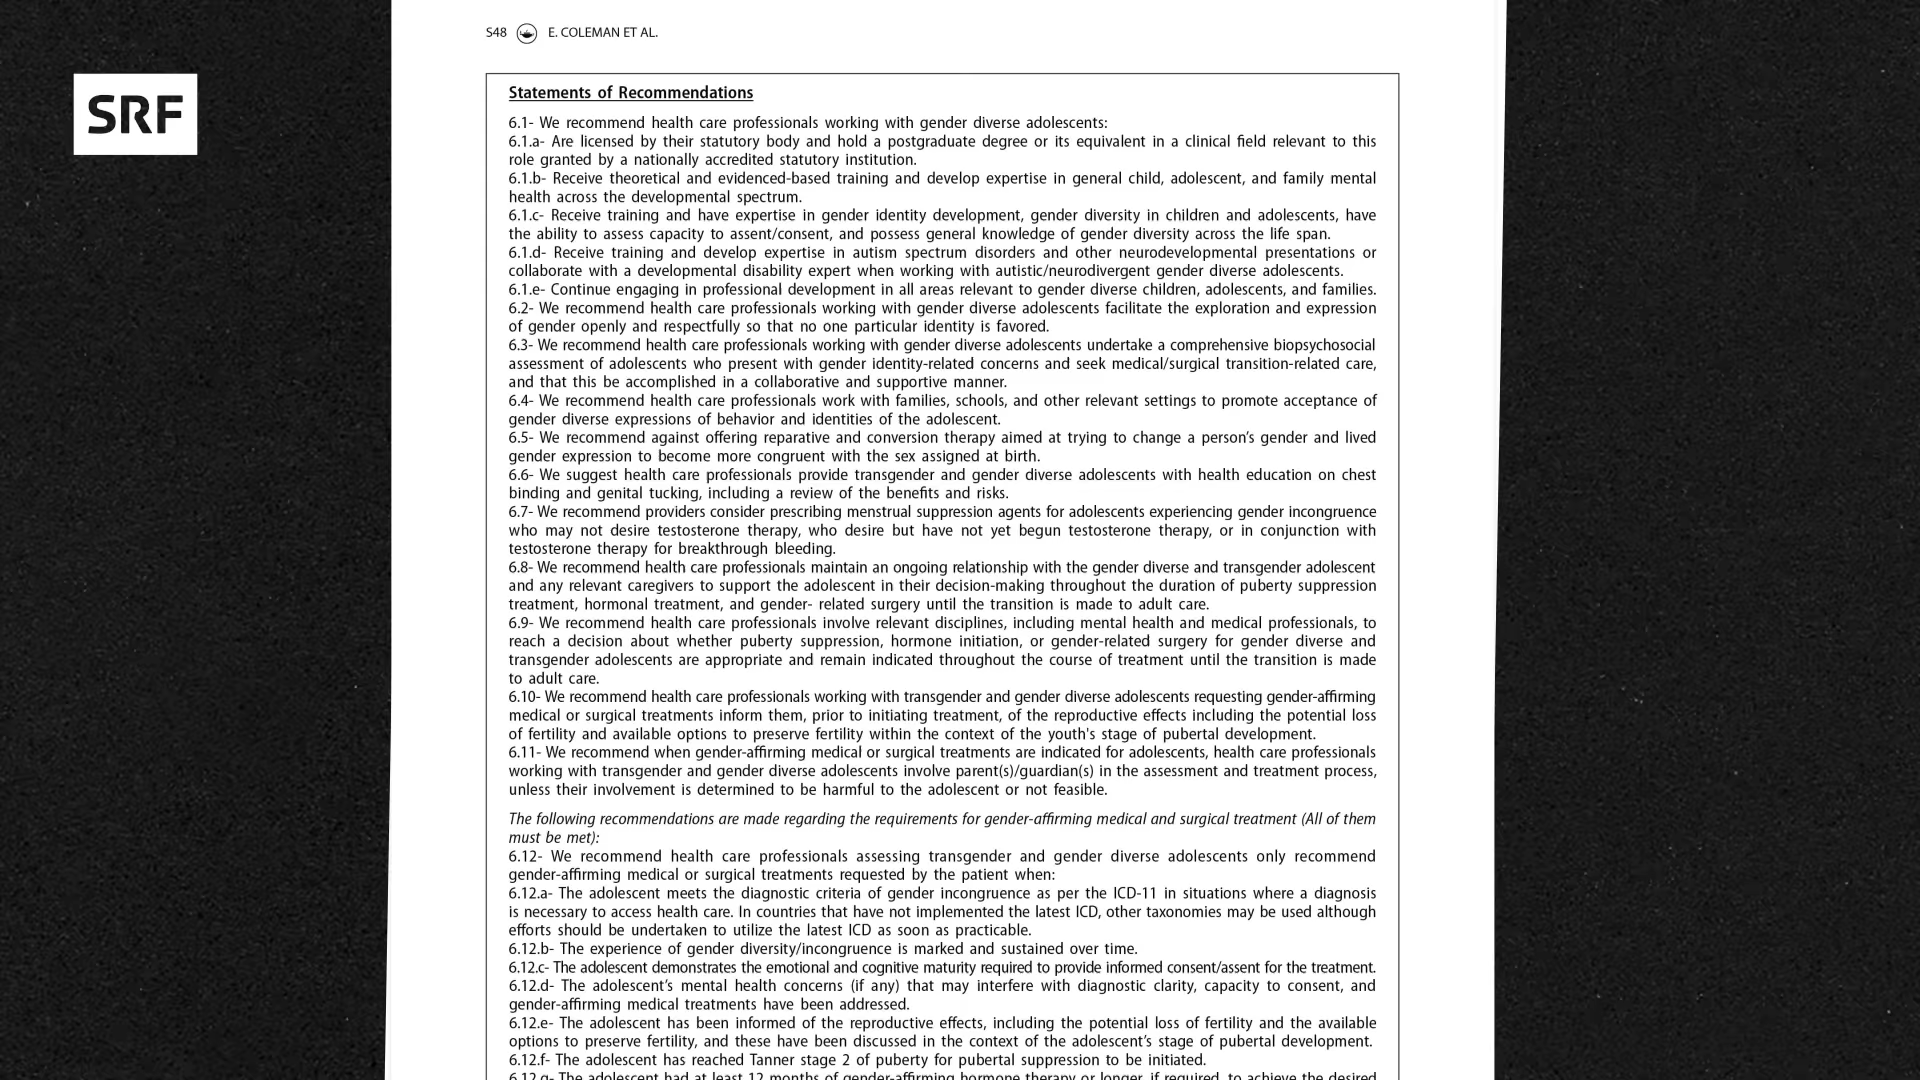 S48 E. COLEMAN ET AL.
SRF
Statements of Recommendations
6.1- We recommend health care professionals working with gender diverse adolescents:
6.1.a- Are licensed by their statutory body and hold a postgraduate degree or its equivalent in a clinical field relevant to this
role granted by a nationally accredited statutory institution.
6.1.b- Receive theoretical and evidenced-based training and develop expertise in general child, adolescent, and family mental
health across the developmental spectrum.
6.1.c- Receive training and have expertise in gender identity development, gender diversity in children and adolescents, have
the ability to assess capacity to assent/consent, and possess general knowledge of gender diversity across the life span.
6.1.d- Receive training and develop expertise in autism spectrum disorders and other neurodevelopmental presentations or
collaborate with a developmental disability expert when working with autistic/neurodivergent gender diverse adolescents.
6.1.e- Continue engaging in professional development in all areas relevant to gender diverse children, adolescents, and families.
6.2- We recommend health care professionals working with gender diverse adolescents facilitate the exploration and expression
of gender openly and respectfully so that no one particular identity is favored.
6.3- We recommend health care professionals working with gender diverse adolescents undertake a comprehensive biopsychosocial
assessment of adolescents who present with gender identity-related concerns and seek medical/surgical transition-related care,
and that this be accomplished in a collaborative and supportive manner.
6.4- We recommend health care professionals work with families, schools, and other relevant settings to promote acceptance of
gender diverse expressions of behavior and identities of the adolescent.
6.5- We recommend against offering reparative and conversion therapy aimed at trying to change a person's gender and lived
gender expression to become more congruent with the sex assigned at birth.
6.6- We suggest health care professionals provide transgender and gender diverse adolescents with health education on chest
binding and genital tucking, including a review of the benefits and risks.
6.7- We recommend providers consider prescribing menstrual suppression agents for adolescents experiencing gender incongruence
who may not desire testosterone therapy, who desire but have not yet begun testosterone therapy, or in conjunction with
testosterone therapy for breakthrough bleeding.
6.8- We recommend health care professionals maintain an ongoing relationship with the gender diverse and transgender adolescent
and any relevant caregivers to support the adolescent in their decision-making throughout the duration of puberty suppression
treatment, hormonal treatment, and gender- related surgery until the transition is made to adult care.
6.9- We recommend health care professionals involve relevant disciplines, including mental health and medical professionals, to
reach a decision about whether puberty suppression, hormone initiation, or gender-related surgery for gender diverse and
transgender adolescents are appropriate and remain indicated throughout the course of treatment until the transition is made
to adult care.
6.10- We recommend health care professionals working with transgender and gender diverse adolescents requesting gender-affirming
medical or surgical treatments inform them, prior to initiating treatment, of the reproductive effects including the potential loss
of fertility and available options to preserve fertility within the context of the youth's stage of pubertal development.
6.11- We recommend when gender-affirming medical or surgical treatments are indicated for adolescents, health care professionals
working with transgender and gender diverse adolescents involve parent(s)/guardian(s) in the assessment and treatment process,
unless their involvement is determined to be harmful to the adolescent or not feasible.
The following recommendations are made regarding the requirements for gender-affirming medical and surgical treatment (All of them
must be met):
6.12- We recommend health care professionals assessing transgender and gender diverse adolescents only recommend
gender-affirming medical or surgical treatments requested by the patient when:
6.12.a- The adolescent meets the diagnostic criteria of gender incongruence as per the ICD-11 in situations where a diagnosis
is necessary to access health care. In countries that have not implemented the latest ICD, other taxonomies may be used although
efforts should be undertaken to utilize the latest ICD as soon as practicable.
6.12.b- The experience of gender diversity/incongruence is marked and sustained over time.
6.12.c- The adolescent demonstrates the emotional and cognitive maturity required to provide informed consent/assent for the treatment.
6.12.d- The adolescent's mental health concerns (if any) that may interfere with diagnostic clarity, capacity to consent, and
gender-affirming medical treatments have been addressed.
6.12.e- The adolescent has been informed of the reproductive effects, including the potential loss of fertility and the available
options to preserve fertility, and these have been discussed in the context of the adolescent's stage of pubertal development.
6.12.f- The adolescent has reached Tanner stage 2 of puberty for pubertal suppression to be initiated.
6.12.g- The adolescent had at least 12 months of gender-affirming hormone therapy or longer, if required, to achieve the desired